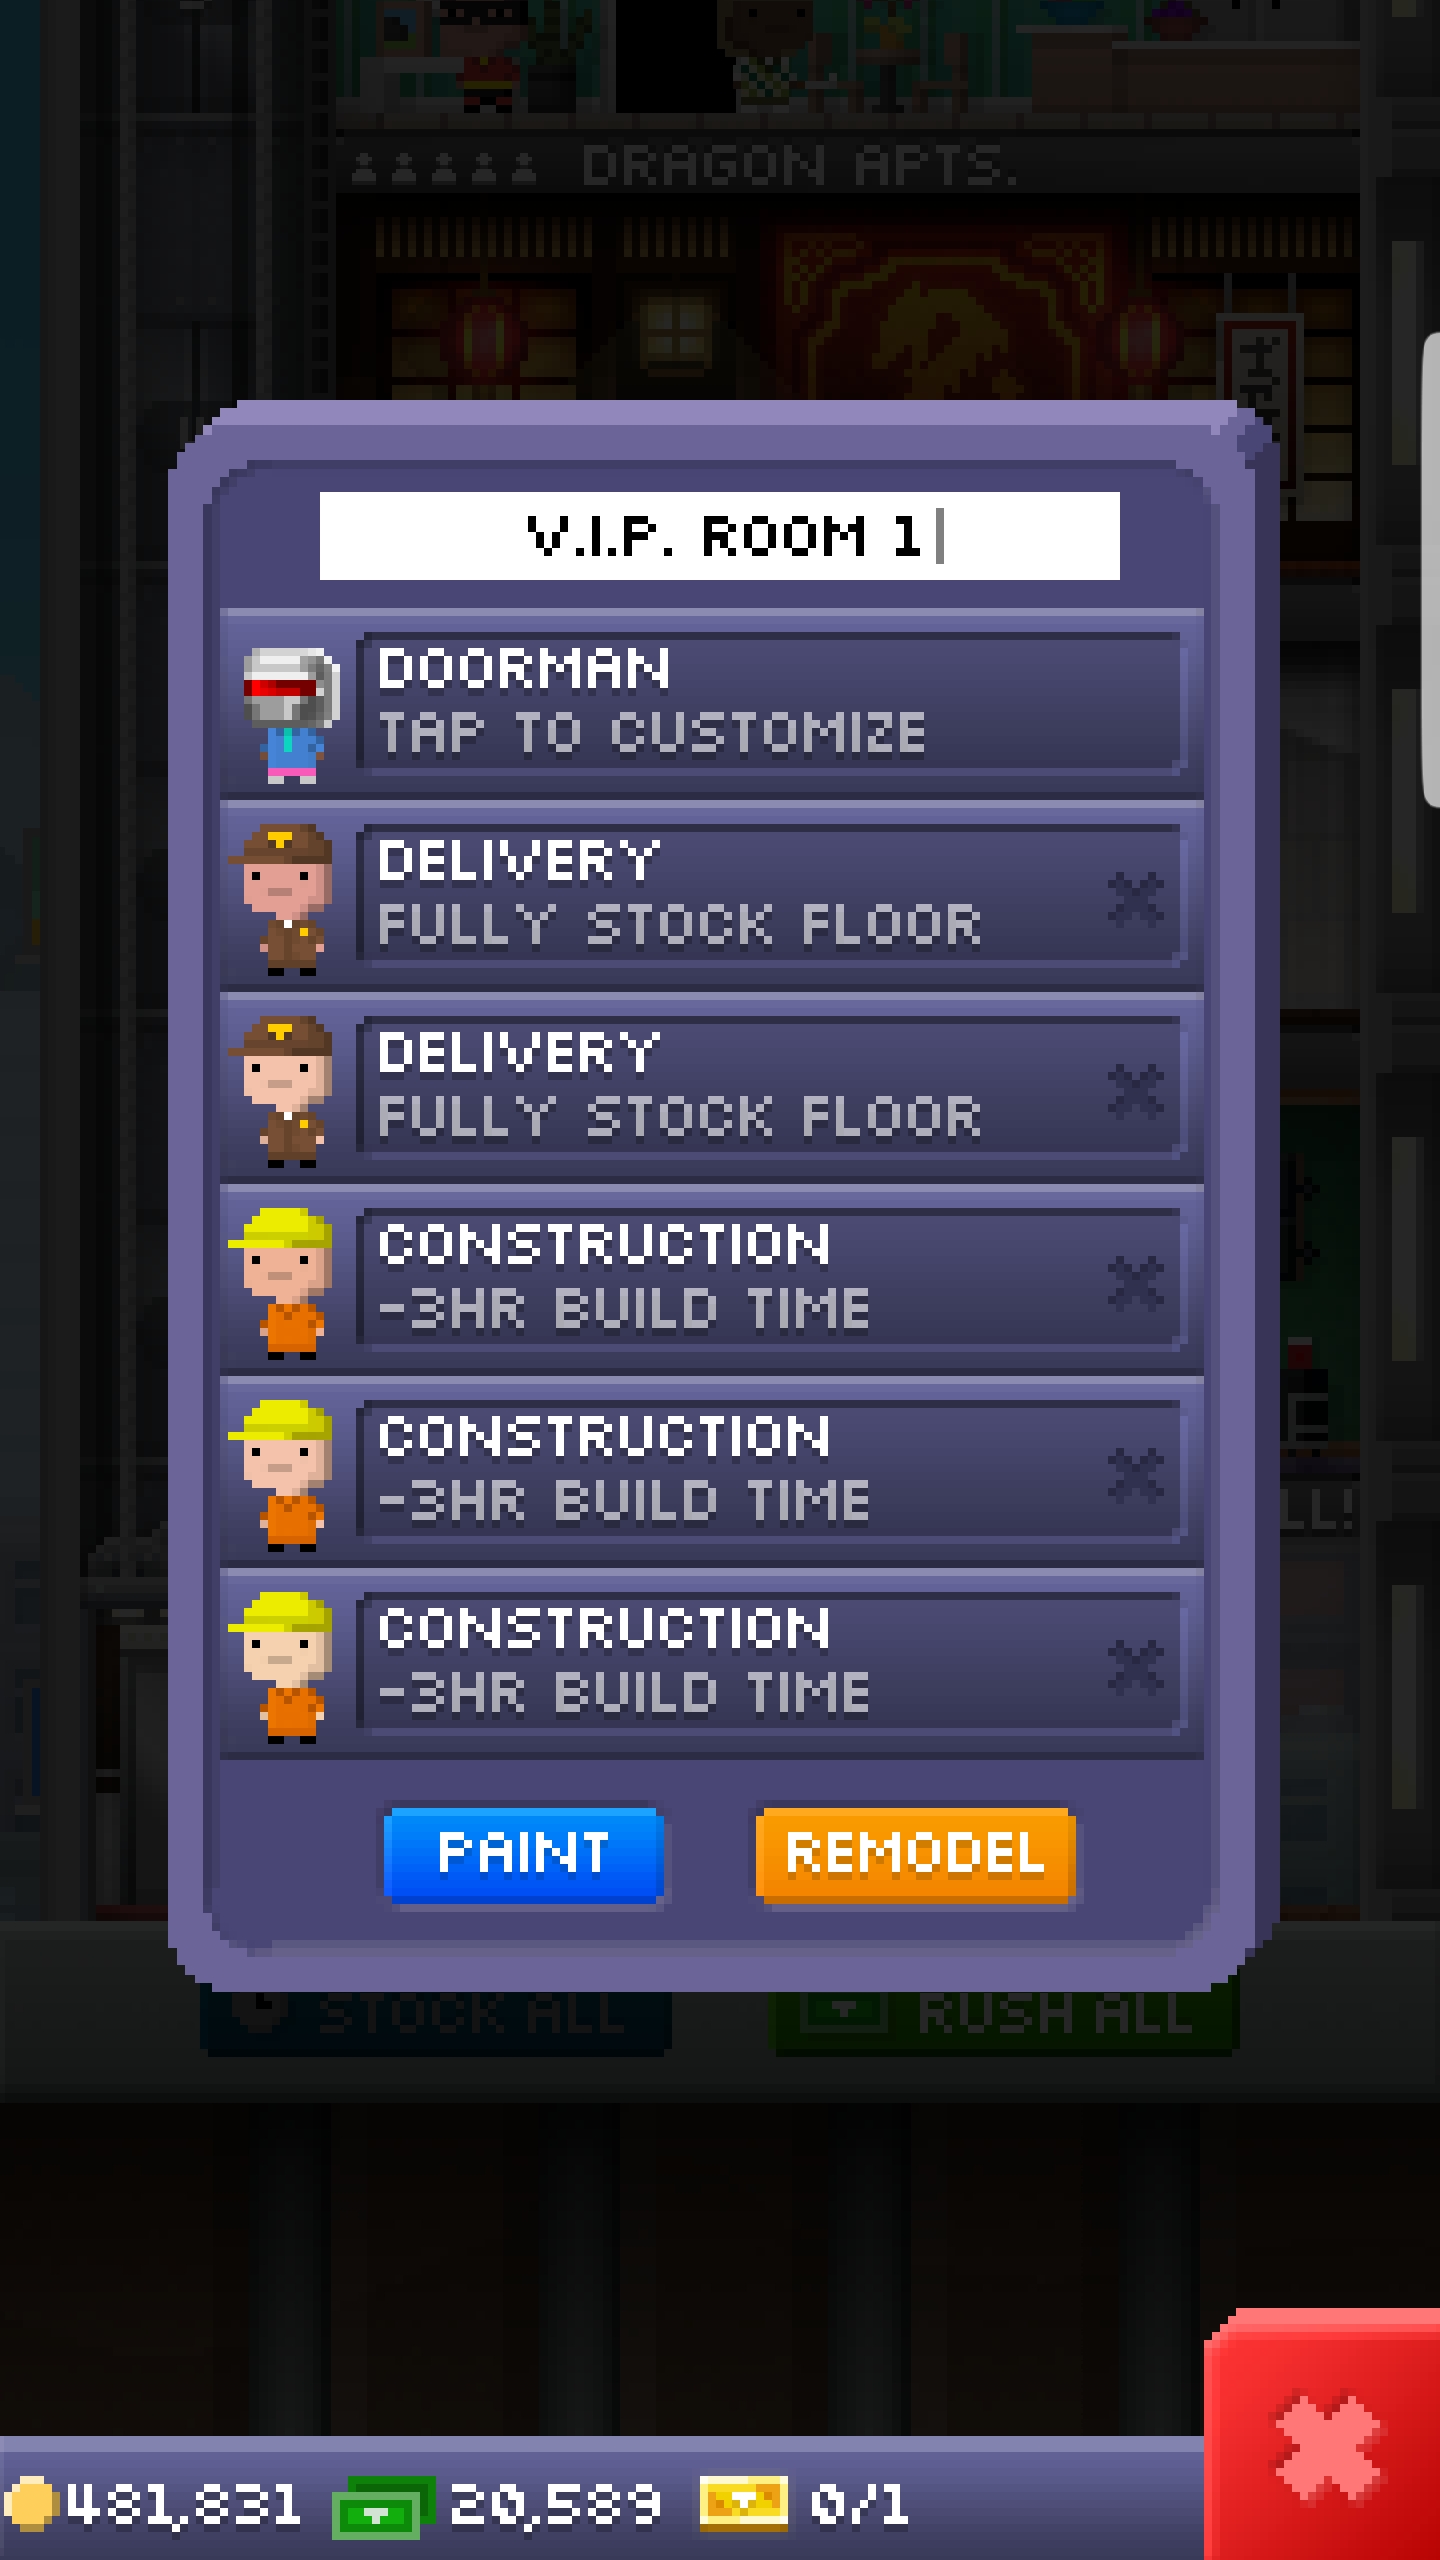 DRAGON APTS.
V.I.P. ROOM 1
DOORMAN
TAP TO CUSTOMIZE
DELIVERY
FULLY STOCK FLOOR
DELIVERY
FULLY STOCK FLOOR
CONSTRUCTION
-3HR BUILD TIME
CONSTRUCTION
-3HR BUILD TIME
LL!
CONSTRUCTION
-3HR BUILD TIME
PAINT REMODEL
STOCK ALL RUSH ALL
481,831 20,589 0/1